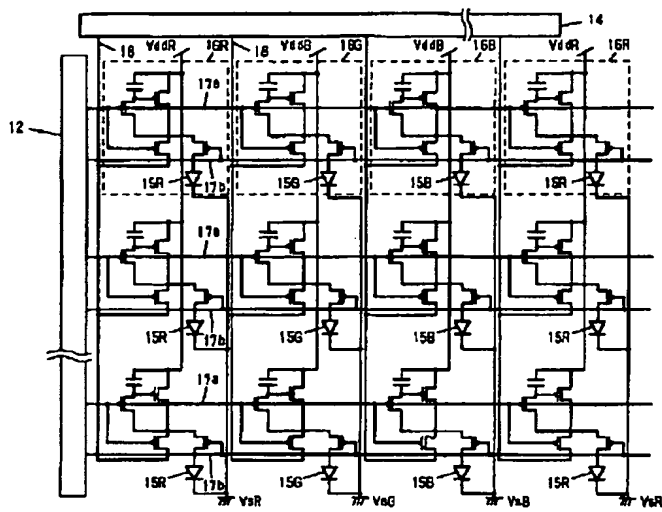 14
18 VddR 16R 18 VddG 16G VddB 16B VddR 16R
12
17a
15R 17b 15G 15B 15R
17a
15R 17b 15G 15B 15R
17a
15R 17b 15G 15B 15R
VsR VsG VsB VsR